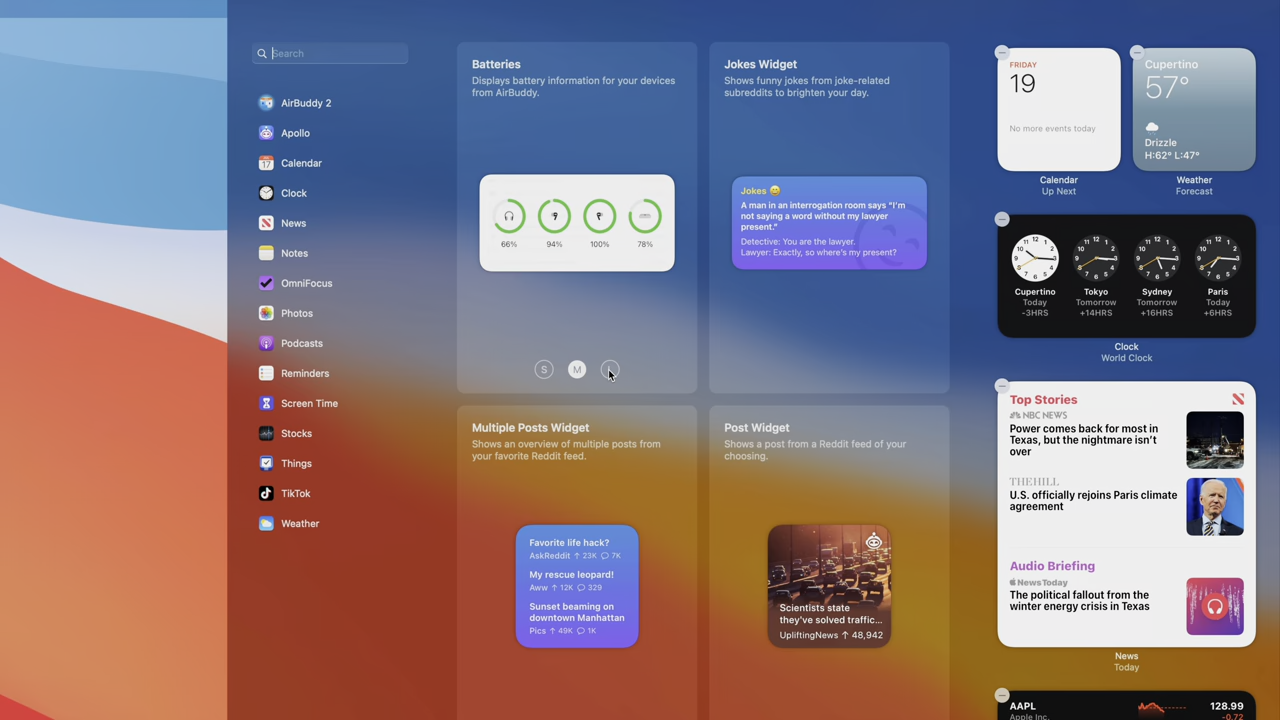 Search
AirBuddy 2
Apollo
17
Calendar
Clock
News
Notes
OmniFocus
Photos
Podcasts
Reminders
Screen Time
Stocks
Things
TikTok
Weather
Batteries
Displays battery information for your devices
from AirBuddy.
66%
94%
100%
78%
S
M
Jokes Widget
Shows funny jokes from joke-related
subreddits to brighten your day.
Jokes 😄
A man in an interrogation room says "I'm
not saying a word without my lawyer
present."
Detective: You are the lawyer.
Lawyer: Exactly, so where's my present?
Multiple Posts Widget
Shows an overview of multiple posts from
your favorite Reddit feed.
Favorite life hack?
AskReddit ↑ 23K 7K
My rescue leopard!
Aww ↑ 12K 329
Sunset beaming on
downtown Manhattan
Pics ↑ 49K 1K
Post Widget
Shows a post from a Reddit feed of your
choosing.
Scientists state
they've solved traffic...
UpliftingNews ↑ 48,942
FRIDAY
19
No more events today
Calendar
Up Next
Cupertino
57°
Drizzle
H:62° L:47°
Weather
Forecast
Cupertino
Today
-3HRS
Tokyo
Tomorrow
+14HRS
Sydney
Tomorrow
+16HRS
Paris
Today
+6HRS
Clock
World Clock
Top Stories
NBC NEWS
Power comes back for most in
Texas, but the nightmare isn't
over
THE HILL
U.S. officially rejoins Paris climate
agreement
Audio Briefing
News Today
The political fallout from the
winter energy crisis in Texas
News
Today
AAPL
Apple Inc.
128.99
-0.72